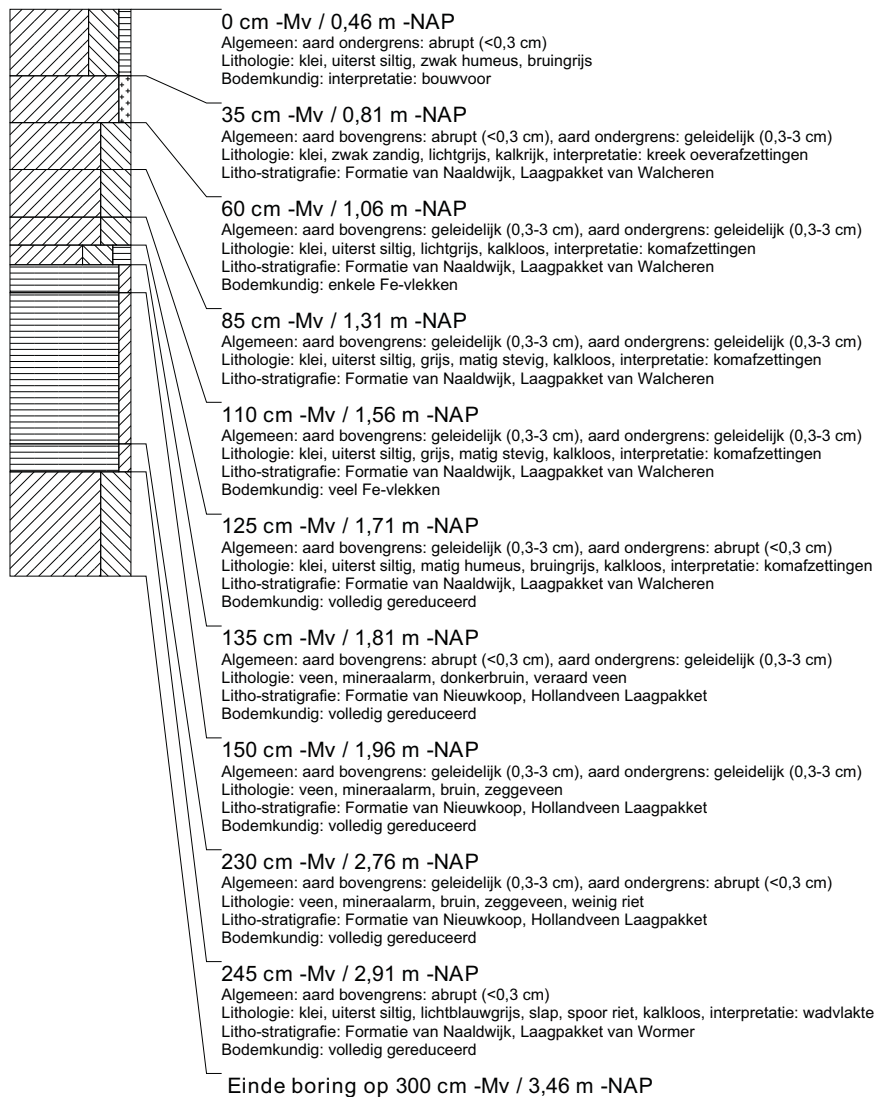 0 cm -Mv / 0,46 m -NAP
Algemeen: aard ondergrens: abrupt (<0,3 cm)
Lithologie: klei, uiterst siltig, zwak humeus, bruingrijs
Bodemkundig: interpretatie: bouwvoor
35 cm -Mv / 0,81 m -NAP
Algemeen: aard bovengrens: abrupt (<0,3 cm), aard ondergrens: geleidelijk (0,3-3 cm)
Lithologie: klei, zwak zandig, lichtgrijs, kalkrijk, interpretatie: kreek oeverafzettingen
Litho-stratigrafie: Formatie van Naaldwijk, Laagpakket van Walcheren
60 cm -Mv / 1,06 m -NAP
Algemeen: aard bovengrens: geleidelijk (0,3-3 cm), aard ondergrens: geleidelijk (0,3-3 cm)
Lithologie: klei, uiterst siltig, lichtgrijs, kalkloos, interpretatie: komafzettingen
Litho-stratigrafie: Formatie van Naaldwijk, Laagpakket van Walcheren
Bodemkundig: enkele Fe-vlekken
85 cm -Mv / 1,31 m -NAP
Algemeen: aard bovengrens: geleidelijk (0,3-3 cm), aard ondergrens: geleidelijk (0,3-3 cm)
Lithologie: klei, uiterst siltig, grijs, matig stevig, kalkloos, interpretatie: komafzettingen
Litho-stratigrafie: Formatie van Naaldwijk, Laagpakket van Walcheren
110 cm -Mv / 1,56 m -NAP
Algemeen: aard bovengrens: geleidelijk (0,3-3 cm), aard ondergrens: geleidelijk (0,3-3 cm)
Lithologie: klei, uiterst siltig, grijs, matig stevig, kalkloos, interpretatie: komafzettingen
Litho-stratigrafie: Formatie van Naaldwijk, Laagpakket van Walcheren
Bodemkundig: veel Fe-vlekken
125 cm -Mv / 1,71 m -NAP
Algemeen: aard bovengrens: geleidelijk (0,3-3 cm), aard ondergrens: abrupt (<0,3 cm)
Lithologie: klei, uiterst siltig, matig humeus, bruingrijs, kalkloos, interpretatie: komafzettingen
Litho-stratigrafie: Formatie van Naaldwijk, Laagpakket van Walcheren
Bodemkundig: volledig gereduceerd
135 cm -Mv / 1,81 m -NAP
Algemeen: aard bovengrens: abrupt (<0,3 cm), aard ondergrens: geleidelijk (0,3-3 cm)
Lithologie: veen, mineraalarm, donkerbruin, veraard veen
Litho-stratigrafie: Formatie van Nieuwkoop, Hollandveen Laagpakket
Bodemkundig: volledig gereduceerd
150 cm -Mv / 1,96 m -NAP
Algemeen: aard bovengrens: geleidelijk (0,3-3 cm), aard ondergrens: geleidelijk (0,3-3 cm)
Lithologie: veen, mineraalarm, bruin, zeggeveen
Litho-stratigrafie: Formatie van Nieuwkoop, Hollandveen Laagpakket
Bodemkundig: volledig gereduceerd
230 cm -Mv / 2,76 m -NAP
Algemeen: aard bovengrens: geleidelijk (0,3-3 cm), aard ondergrens: abrupt (<0,3 cm)
Lithologie: veen, mineraalarm, bruin, zeggeveen, weinig riet
Litho-stratigrafie: Formatie van Nieuwkoop, Hollandveen Laagpakket
Bodemkundig: volledig gereduceerd
245 cm -Mv / 2,91 m -NAP
Algemeen: aard bovengrens: abrupt (<0,3 cm)
Lithologie: klei, uiterst siltig, lichtblauwgrijs, slap, spoor riet, kalkloos, interpretatie: wadvlakte
Litho-stratigrafie: Formatie van Naaldwijk, Laagpakket van Wormer
Bodemkundig: volledig gereduceerd
Einde boring op 300 cm -Mv / 3,46 m -NAP